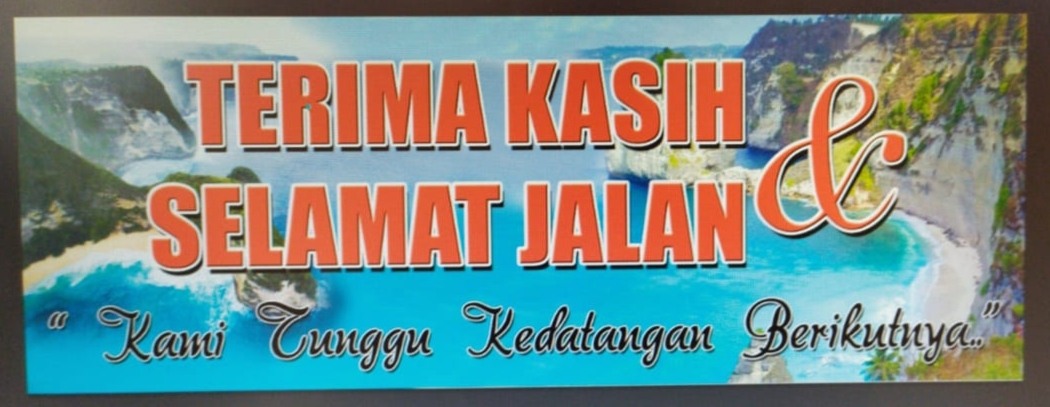 TERIMA KASIH &
SELAMAT JALAN
“ Kami Tunggu Kedatangan Berikutnya..”